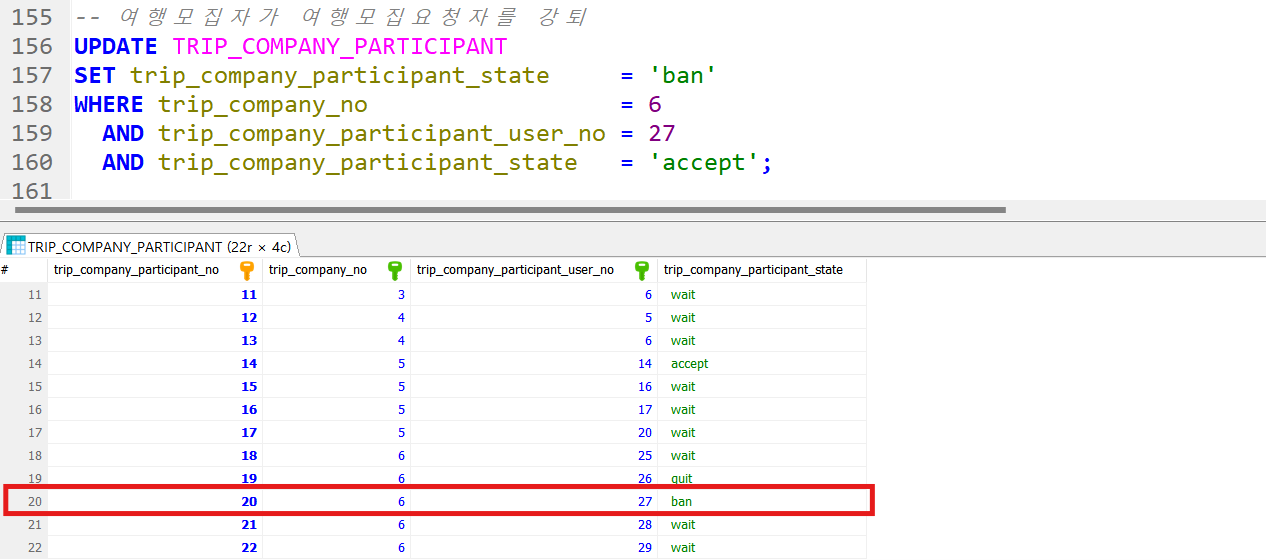 155 -- 여행모집자가 여행모집요청자를 강퇴
156 UPDATE TRIP_COMPANY_PARTICIPANT
157 SET trip_company_participant_state = 'ban'
158 WHERE trip_company_no = 6
159 AND trip_company_participant_user_no = 27
160 AND trip_company_participant_state = 'accept';
161
TRIP_COMPANY_PARTICIPANT (22r × 4c)
# trip_company_participant_no trip_company_no trip_company_participant_user_no trip_company_participant_state
11 11 3 6 wait
12 12 4 5 wait
13 13 4 6 wait
14 14 5 14 accept
15 15 5 16 wait
16 16 5 17 wait
17 17 5 20 wait
18 18 6 25 wait
19 19 6 26 quit
20 20 6 27 ban
21 21 6 28 wait
22 22 6 29 wait